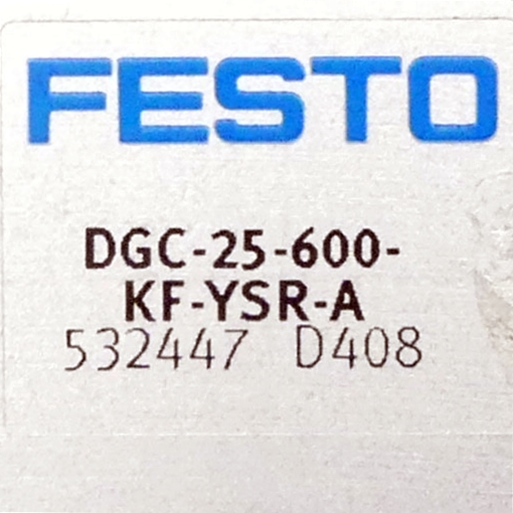 FESTO
DGC-25-600-
KF-YSR-A
532447 D408